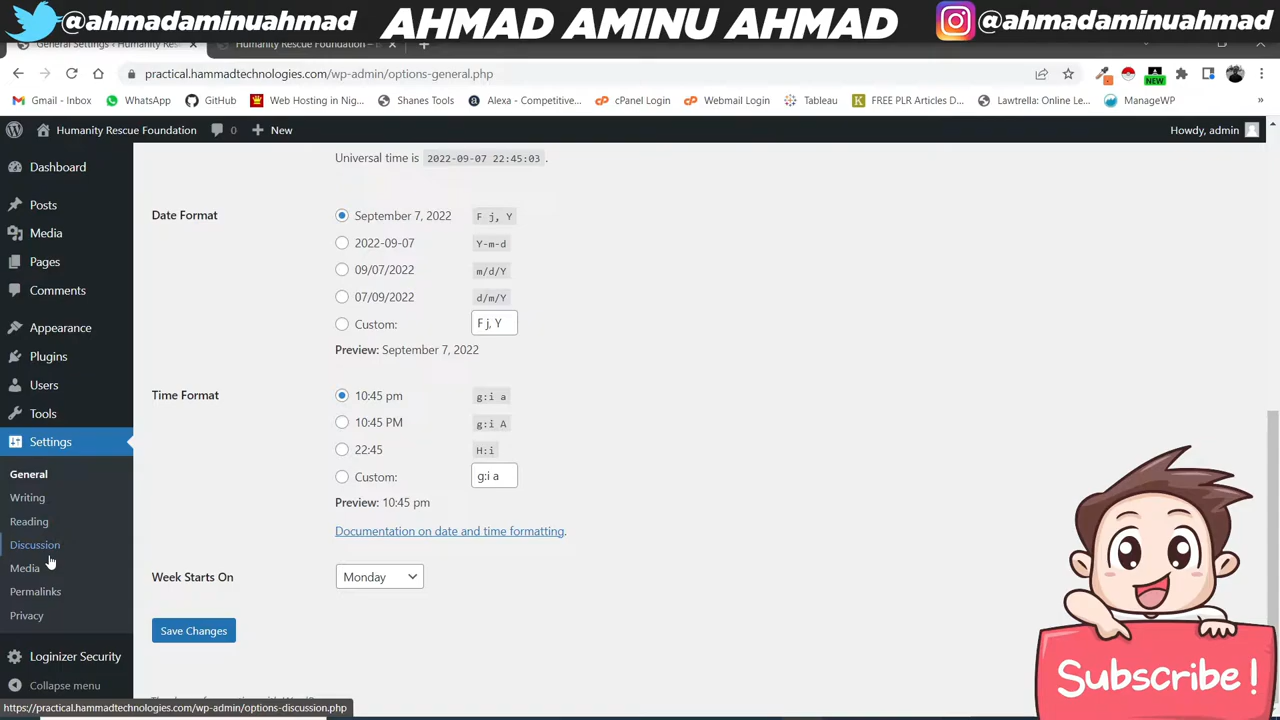 @ahmadaminuahmad AHMAD AMINU AHMAD @ahmadaminuahmad
General Settings ‹ Humanity Res Humanity Rescue Foundation –
practical.hammadtechnologies.com/wp-admin/options-general.php
NEW
Gmail - Inbox WhatsApp GitHub Web Hosting in Nig... Shanes Tools Alexa - Competitive... cPanel Login Webmail Login Tableau FREE PLR Articles D... Lawtrella: Online Le... ManageWP »
Humanity Rescue Foundation 0 + New Howdy, admin
Dashboard
Posts
Media
Pages
Comments
Appearance
Plugins
Users
Tools
Settings
General
Writing
Reading
Discussion
Media
Permalinks
Privacy
Loginizer Security
Collapse menu
Universal time is 2022-09-07 22:45:03 .
Date Format
September 7, 2022 F j, Y
2022-09-07 Y-m-d
09/07/2022 m/d/Y
07/09/2022 d/m/Y
Custom: F j, Y
Preview: September 7, 2022
Time Format
10:45 pm g:i a
10:45 PM g:i A
22:45 H:i
Custom: g:i a
Preview: 10:45 pm
Documentation on date and time formatting.
Week Starts On Monday
Save Changes
Subscribe!
https://practical.hammadtechnologies.com/wp-admin/options-discussion.php